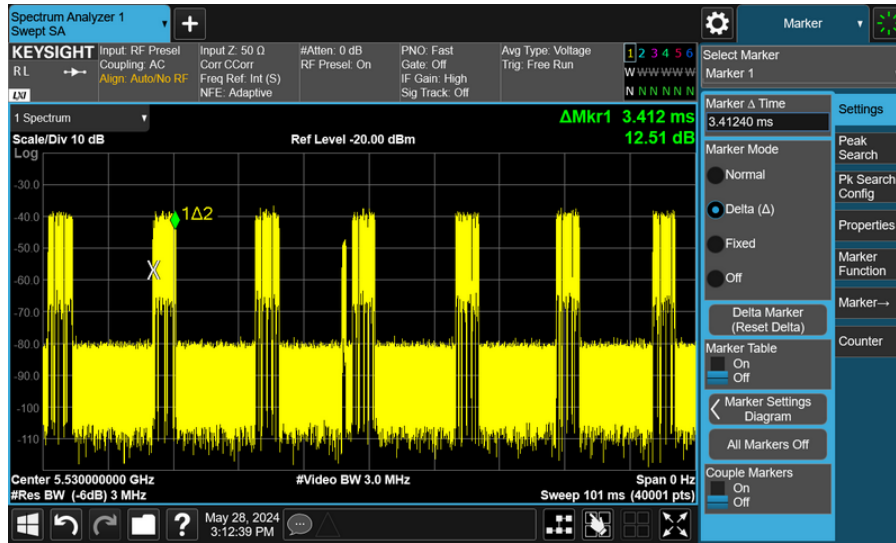 Spectrum Analyzer 1
Swept SA
+
Marker
KEYSIGHT
RL
LXI
Input: RF Presel
Coupling: AC
Align: Auto/No RF
Input Z: 50 Ω
Corr CCorr
Freq Ref: Int (S)
NFE: Adaptive
#Atten: 0 dB
RF Presel: On
PNO: Fast
Gate: Off
IF Gain: High
Sig Track: Off
Avg Type: Voltage
Trig: Free Run
1 2 3 4 5 6
W W W W W W
N N N N N N
Select Marker
Marker 1
1 Spectrum
Scale/Div 10 dB
Ref Level -20.00 dBm
ΔMkr1 3.412 ms
12.51 dB
Log
-30.0
-40.0
-50.0
-60.0
-70.0
-80.0
-90.0
-100
-110
1Δ2
X
Center 5.530000000 GHz
#Res BW (-6dB) 3 MHz
#Video BW 3.0 MHz
Span 0 Hz
Sweep 101 ms (40001 pts)
Marker Δ Time
3.41240 ms
Marker Mode
Normal
Delta (Δ)
Fixed
Off
Delta Marker
(Reset Delta)
Marker Table
On
Off
Marker Settings
Diagram
All Markers Off
Couple Markers
On
Off
Settings
Peak
Search
Pk Search
Config
Properties
Marker
Function
Marker→
Counter
?
May 28, 2024
3:12:39 PM